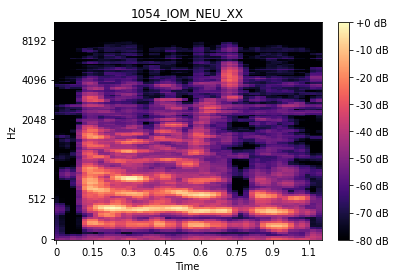 1054_IOM_NEU_XX
8192
4096
2048
1024
512
0
Hz
0
0.15
0.3
0.45
0.6
0.75
0.9
1.1
Time
+0 dB
-10 dB
-20 dB
-30 dB
-40 dB
-50 dB
-60 dB
-70 dB
-80 dB